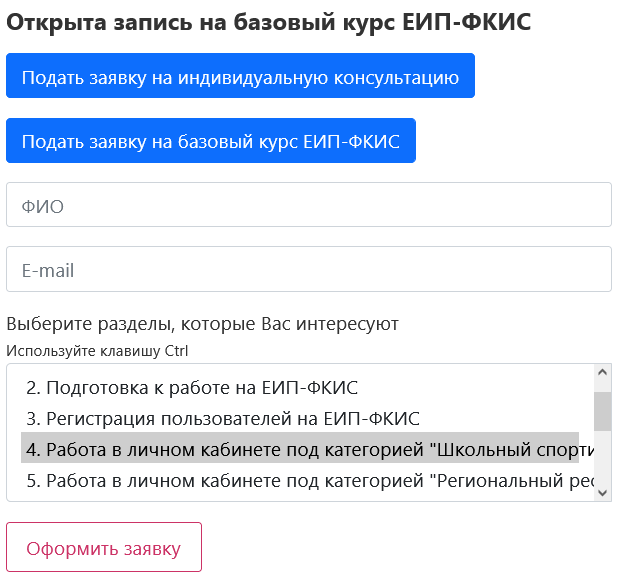 Открыта запись на базовый курс ЕИП-ФКИС
Подать заявку на индивидуальную консультацию
Подать заявку на базовый курс ЕИП-ФКИС
ФИО
E-mail
Выберите разделы, которые Вас интересуют
Используйте клавишу Ctrl
2. Подготовка к работе на ЕИП-ФКИС
3. Регистрация пользователей на ЕИП-ФКИС
4. Работа в личном кабинете под категорией "Школьный спорти
5. Работа в личном кабинете под категорией "Региональный рес
Оформить заявку